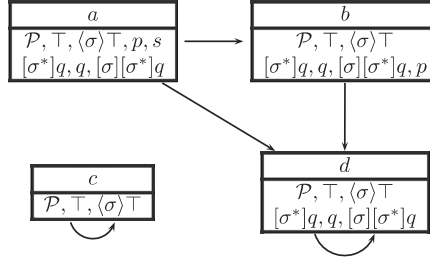 a
𝒫, ⊤, ⟨σ⟩⊤, p, s
[σ*]q, q, [σ][σ*]q
b
𝒫, ⊤, ⟨σ⟩⊤
[σ*]q, q, [σ][σ*]q, p
c
𝒫, ⊤, ⟨σ⟩⊤
d
𝒫, ⊤, ⟨σ⟩⊤
[σ*]q, q, [σ][σ*]q